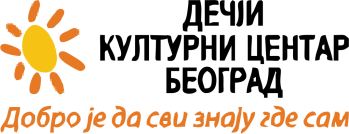 ДЕЧЈИ
КУЛТУРНИ ЦЕНТАР
БЕОГРАД
Добро је да сви знају где сам